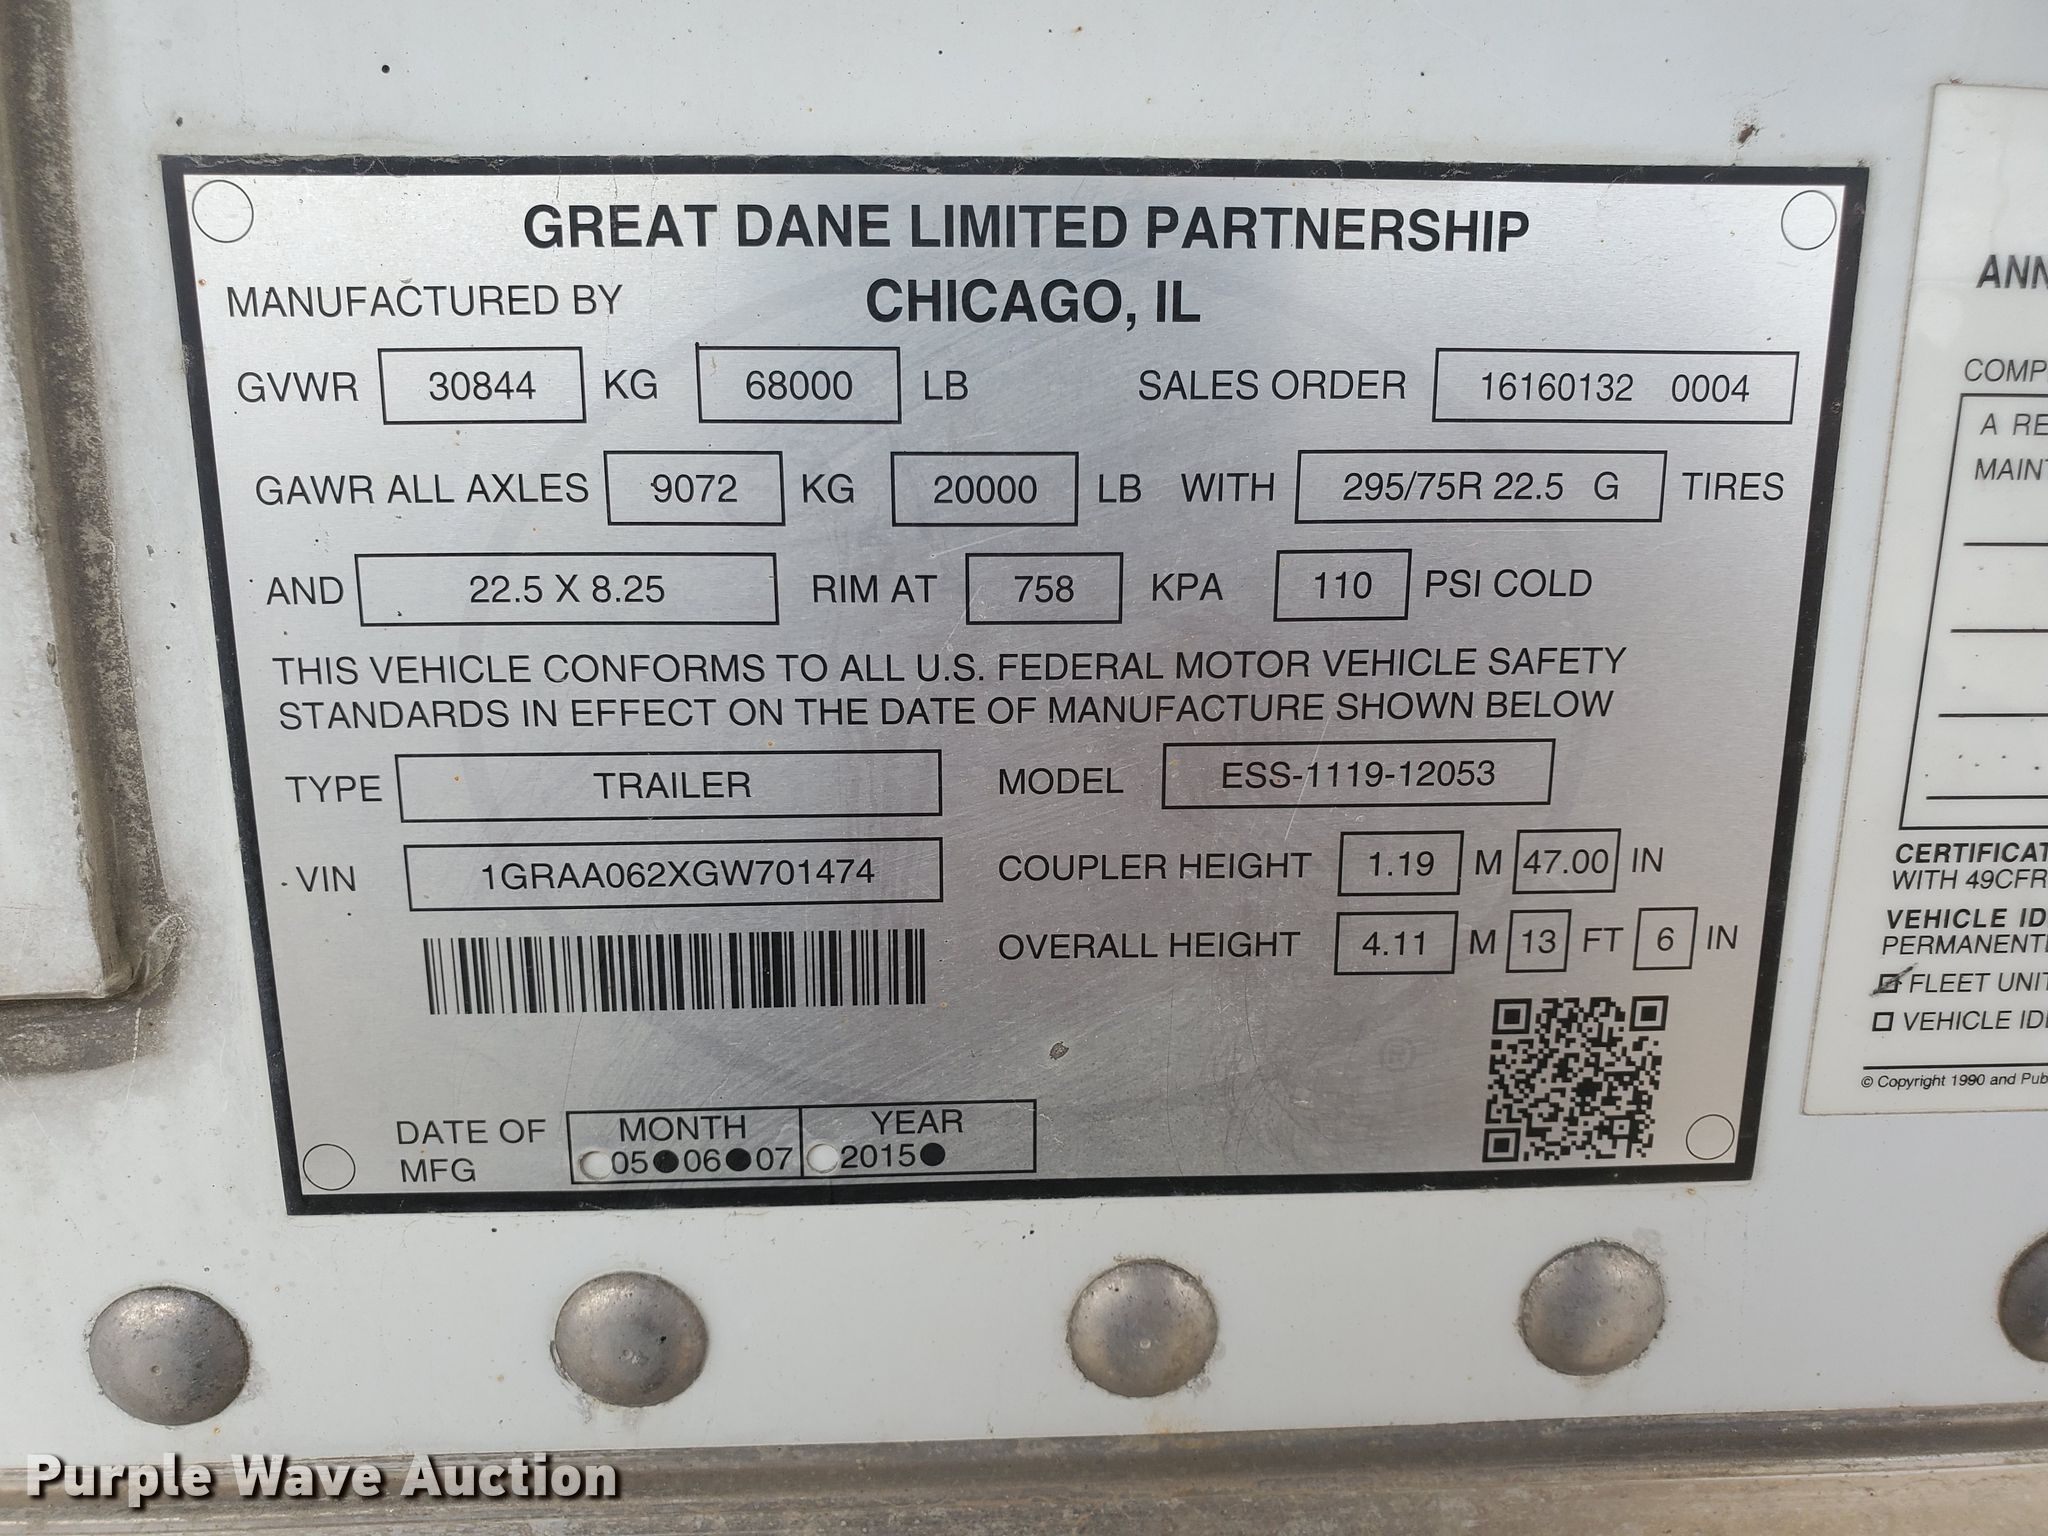 GREAT DANE LIMITED PARTNERSHIP
MANUFACTURED BY CHICAGO, IL
GVWR 30844 KG 68000 LB SALES ORDER 16160132 0004
GAWR ALL AXLES 9072 KG 20000 LB WITH 295/75R 22.5 G TIRES
AND 22.5 X 8.25 RIM AT 758 KPA 110 PSI COLD
THIS VEHICLE CONFORMS TO ALL U.S. FEDERAL MOTOR VEHICLE SAFETY
STANDARDS IN EFFECT ON THE DATE OF MANUFACTURE SHOWN BELOW
TYPE TRAILER MODEL ESS-1119-12053
VIN 1GRAA062XGW701474 COUPLER HEIGHT 1.19 M 47.00 IN
OVERALL HEIGHT 4.11 M 13 FT 6 IN
DATE OF MFG MONTH YEAR
05 06 07 2015
ANN
COMP
A RE
MAIN
CERTIFICAT
WITH 49CFR
VEHICLE ID
PERMANENT
FLEET UNIT
VEHICLE IDE
© Copyright 1990 and Pub
Purple Wave Auction